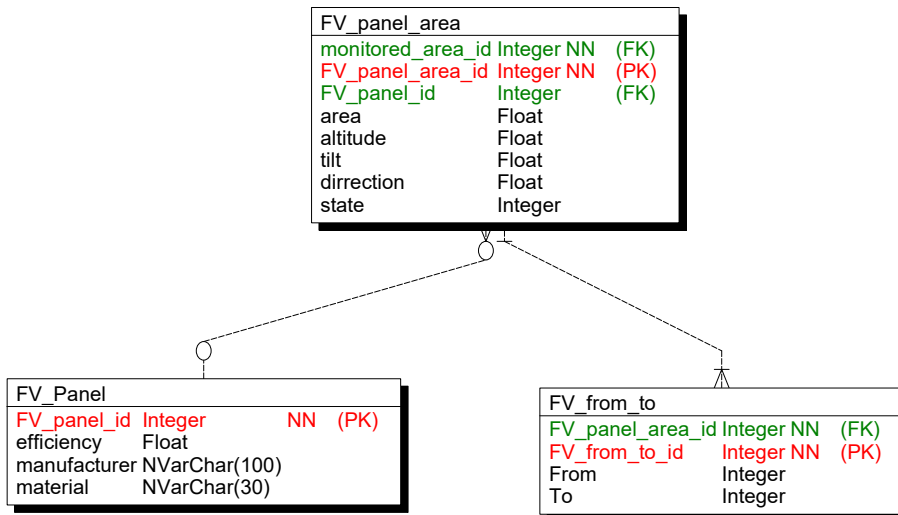 FV_panel_area
monitored_area_id Integer NN (FK)
FV_panel_area_id Integer NN (PK)
FV_panel_id Integer (FK)
area Float
altitude Float
tilt Float
dirrection Float
state Integer
FV_Panel
FV_panel_id Integer NN (PK)
efficiency Float
manufacturer NVarChar(100)
material NVarChar(30)
FV_from_to
FV_panel_area_id Integer NN (FK)
FV_from_to_id Integer NN (PK)
From Integer
To Integer